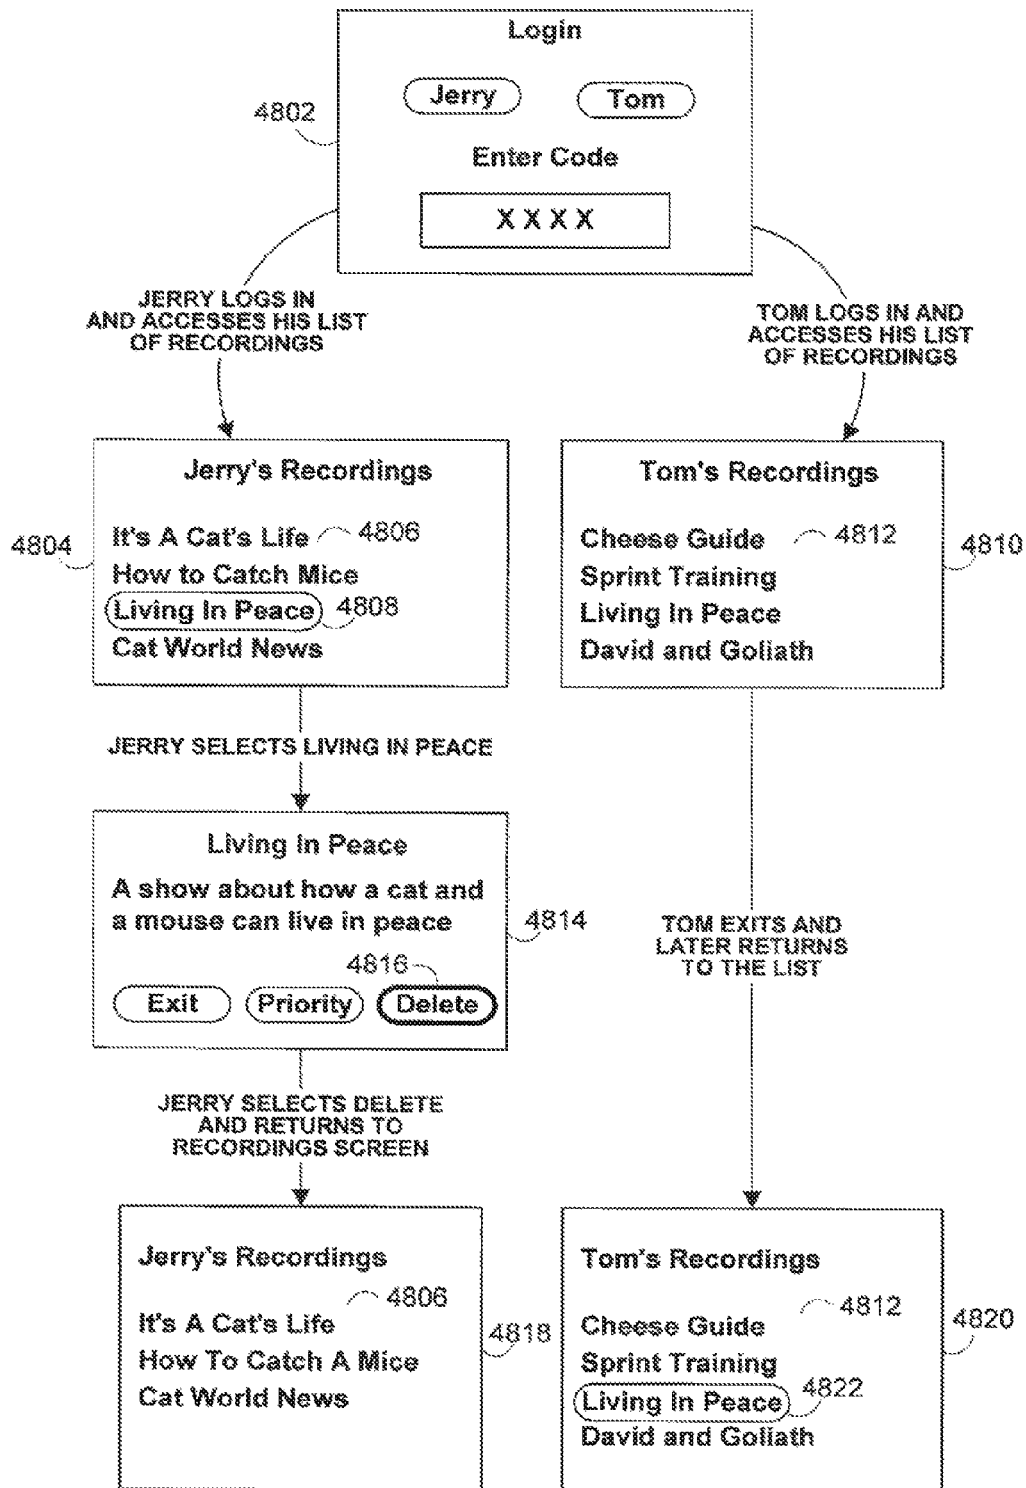 Login
Jerry Tom
4802
Enter Code
X X X X
JERRY LOGS IN
AND ACCESSES HIS LIST
OF RECORDINGS
TOM LOGS IN AND
ACCESSES HIS LIST
OF RECORDINGS
Jerry's Recordings
4804
It's A Cat's Life 4806
How to Catch Mice
Living In Peace 4808
Cat World News
Tom's Recordings
Cheese Guide 4812
4810
Sprint Training
Living In Peace
David and Goliath
JERRY SELECTS LIVING IN PEACE
Living In Peace
A show about how a cat and
a mouse can live in peace
4814
4816
Exit Priority Delete
TOM EXITS AND
LATER RETURNS
TO THE LIST
JERRY SELECTS DELETE
AND RETURNS TO
RECORDINGS SCREEN
Jerry's Recordings
4806
It's A Cat's Life
4818
How To Catch A Mice
Cat World News
Tom's Recordings
4812
4820
Cheese Guide
Sprint Training
Living In Peace 4822
David and Goliath